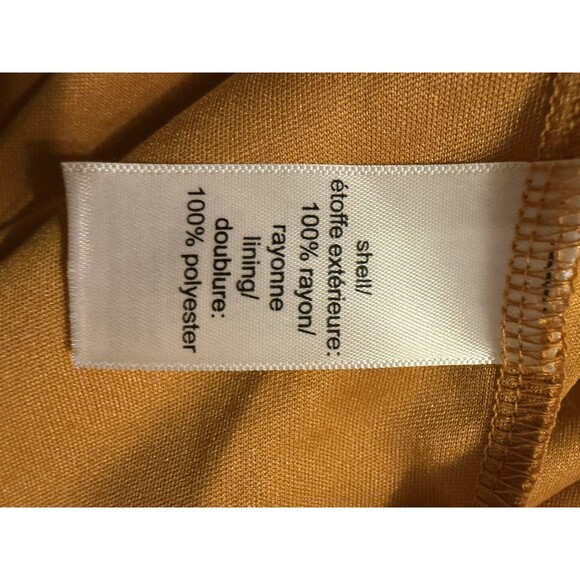 shell/
étoffe extérieure:
100% rayon/
rayonne
lining/
doublure:
100% polyester